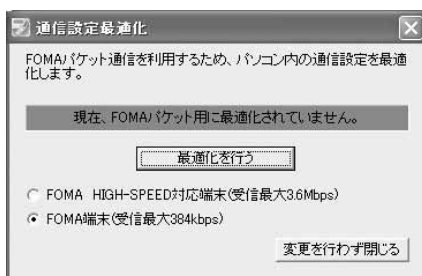 通信設定最適化
FOMAパケット通信を利用するため、パソコン内の通信設定を最適
化します。
現在、FOMAパケット用に最適化されていません。
最適化を行う
FOMA HIGH-SPEED対応端末(受信最大3.6Mbps)
FOMA端末(受信最大384kbps)
変更を行わず閉じる